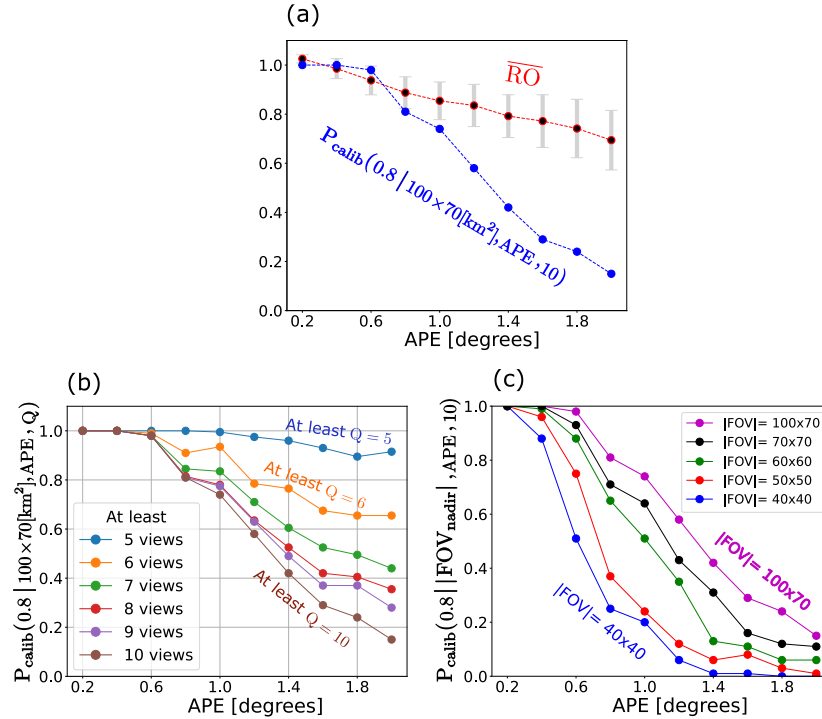 (a)
1.0
0.8
0.6
0.4
0.2
0.0
RO
P_calib(0.8 | 100×70[km²], APE, 10)
0.2 0.6 1.0 1.4 1.8
APE [degrees]
(b)
P_calib(0.8 | 100×70[km²], APE, Q)
1.0
0.8
0.6
0.4
0.2
0.0
At least Q = 5
At least Q = 6
At least Q = 10
At least
5 views
6 views
7 views
8 views
9 views
10 views
0.2 0.6 1.0 1.4 1.8
APE [degrees]
(c)
P_calib(0.8 | |FOV_nadir|, APE, 10)
1.0
0.8
0.6
0.4
0.2
0.0
|FOV|= 100x70
|FOV|= 70x70
|FOV|= 60x60
|FOV|= 50x50
|FOV|= 40x40
|FOV|= 100x70
|FOV|= 40x40
0.2 0.6 1.0 1.4 1.8
APE [degrees]